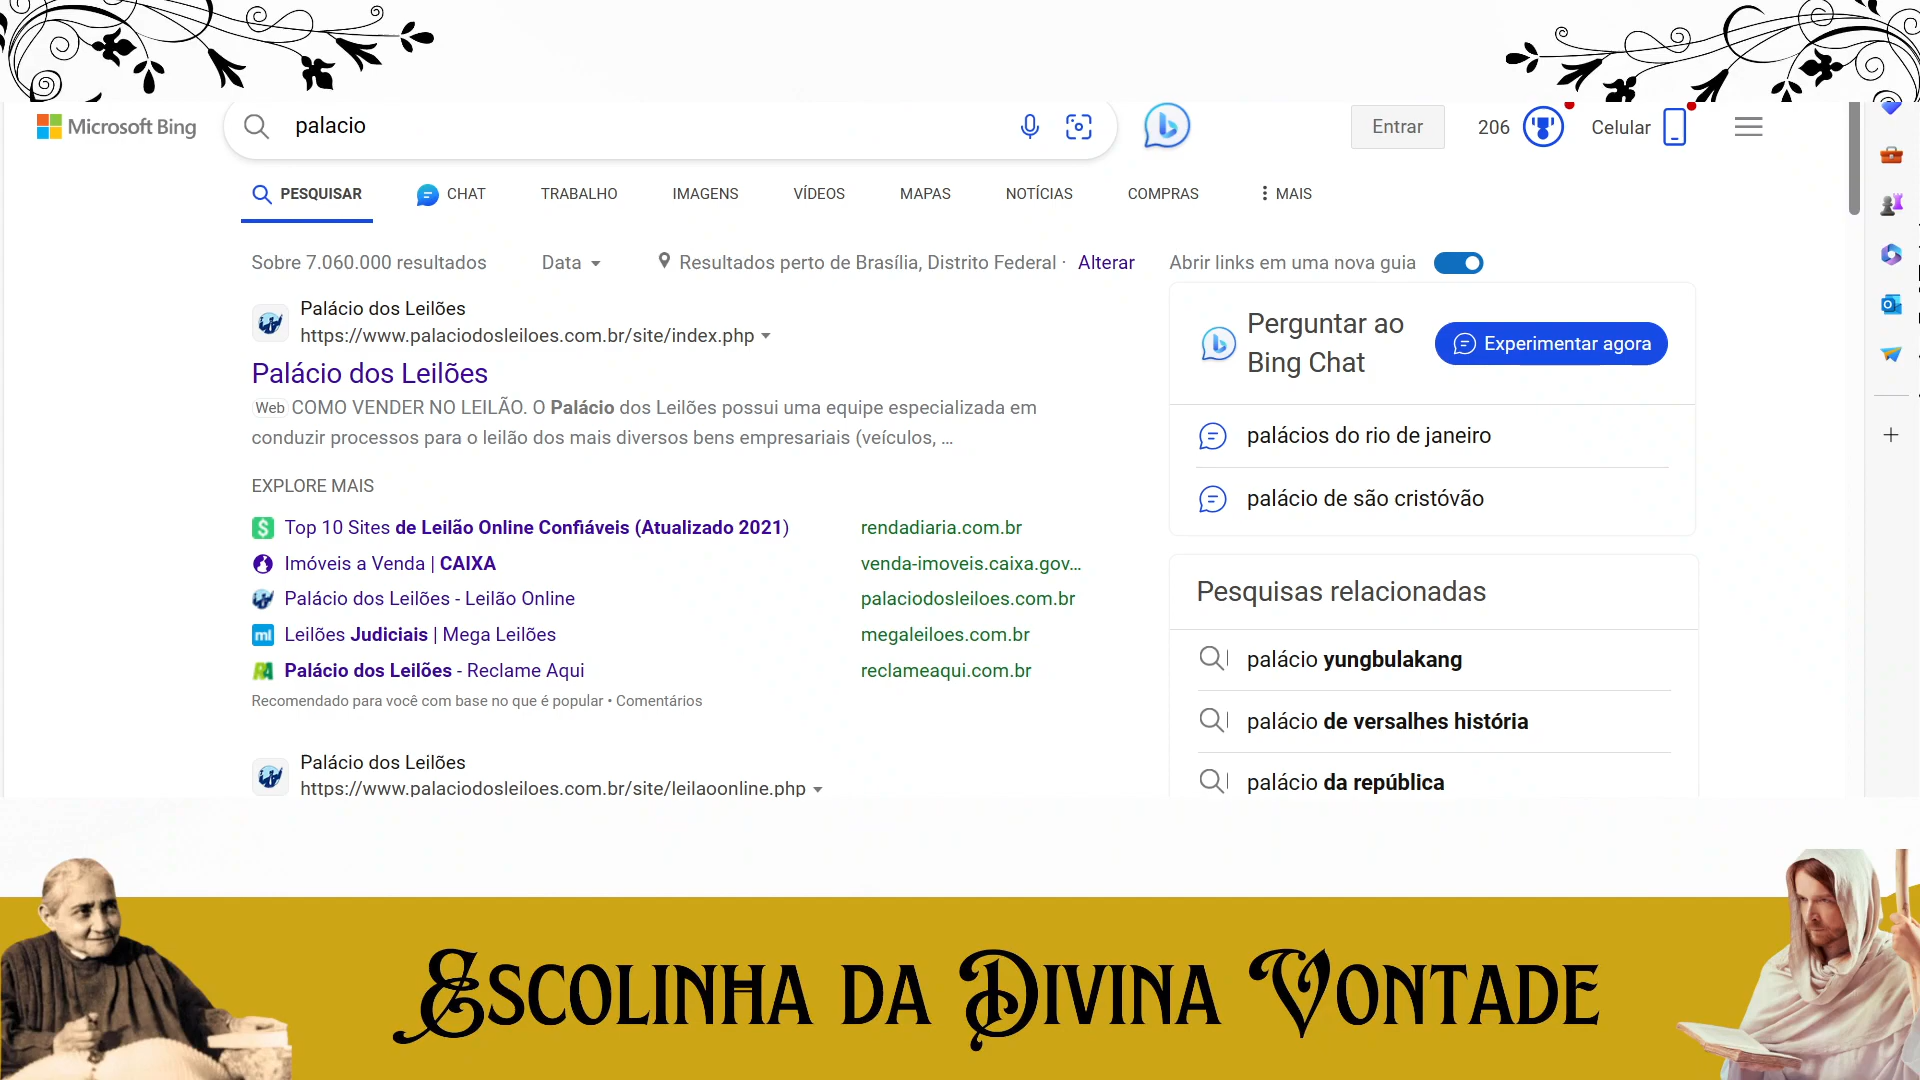 Microsoft Bing
palacio
Entrar
206
Celular
PESQUISAR
CHAT
TRABALHO
IMAGENS
VÍDEOS
MAPAS
NOTÍCIAS
COMPRAS
MAIS
Sobre 7.060.000 resultados
Data
Resultados perto de Brasília, Distrito Federal · Alterar
Abrir links em uma nova guia
Palácio dos Leilões
https://www.palaciodosleiloes.com.br/site/index.php
Palácio dos Leilões
Web COMO VENDER NO LEILÃO. O Palácio dos Leilões possui uma equipe especializada em
conduzir processos para o leilão dos mais diversos bens empresariais (veículos, ...
EXPLORE MAIS
Top 10 Sites de Leilão Online Confiáveis (Atualizado 2021) rendadiaria.com.br
Imóveis a Venda | CAIXA venda-imoveis.caixa.gov...
Palácio dos Leilões - Leilão Online palaciodosleiloes.com.br
Leilões Judiciais | Mega Leilões megaleiloes.com.br
Palácio dos Leilões - Reclame Aqui reclameaqui.com.br
Recomendado para você com base no que é popular • Comentários
Palácio dos Leilões
https://www.palaciodosleiloes.com.br/site/leilaoonline.php
Perguntar ao
Bing Chat
Experimentar agora
palácios do rio de janeiro
palácio de são cristóvão
Pesquisas relacionadas
palácio yungbulakang
palácio de versalhes história
palácio da república
ESCOLINHA DA DIVINA VONTADE